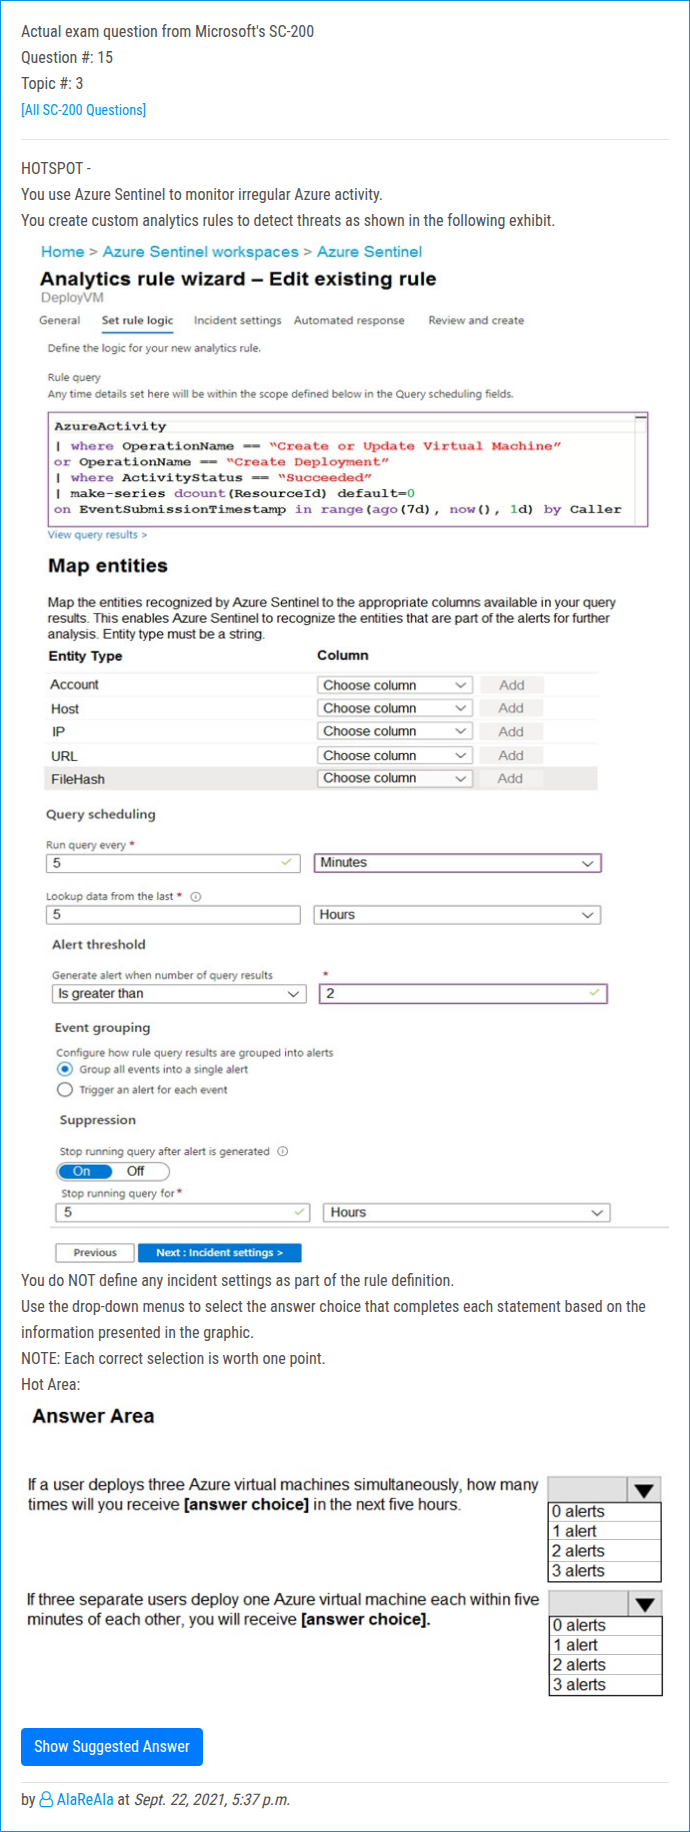 Actual exam question from Microsoft's SC-200
Question #: 15
Topic #: 3
[All SC-200 Questions]
HOTSPOT -
You use Azure Sentinel to monitor irregular Azure activity.
You create custom analytics rules to detect threats as shown in the following exhibit.
Home > Azure Sentinel workspaces > Azure Sentinel
Analytics rule wizard – Edit existing rule
DeployVM
General Set rule logic Incident settings Automated response Review and create
Define the logic for your new analytics rule.
Rule query
Any time details set here will be within the scope defined below in the Query scheduling fields.
AzureActivity
| where OperationName == “Create or Update Virtual Machine”
or OperationName == “Create Deployment”
| where ActivityStatus == “Succeeded”
| make-series dcount(ResourceId) default=0
on EventSubmissionTimestamp in range(ago(7d), now(), 1d) by Caller
View query results >
Map entities
Map the entities recognized by Azure Sentinel to the appropriate columns available in your query
results. This enables Azure Sentinel to recognize the entities that are part of the alerts for further
analysis. Entity type must be a string.
Entity Type Column
Account Choose column Add
Host Choose column Add
IP Choose column Add
URL Choose column Add
FileHash Choose column Add
Query scheduling
Run query every *
5 Minutes
Lookup data from the last *
5 Hours
Alert threshold
Generate alert when number of query results *
Is greater than 2
Event grouping
Configure how rule query results are grouped into alerts
Group all events into a single alert
Trigger an alert for each event
Suppression
Stop running query after alert is generated
On Off
Stop running query for *
5 Hours
Previous Next : Incident settings >
You do NOT define any incident settings as part of the rule definition.
Use the drop-down menus to select the answer choice that completes each statement based on the
information presented in the graphic.
NOTE: Each correct selection is worth one point.
Hot Area:
Answer Area
If a user deploys three Azure virtual machines simultaneously, how many
times will you receive [answer choice] in the next five hours.
0 alerts
1 alert
2 alerts
3 alerts
If three separate users deploy one Azure virtual machine each within five
minutes of each other, you will receive [answer choice].
0 alerts
1 alert
2 alerts
3 alerts
Show Suggested Answer
by AlaReAla at Sept. 22, 2021, 5:37 p.m.